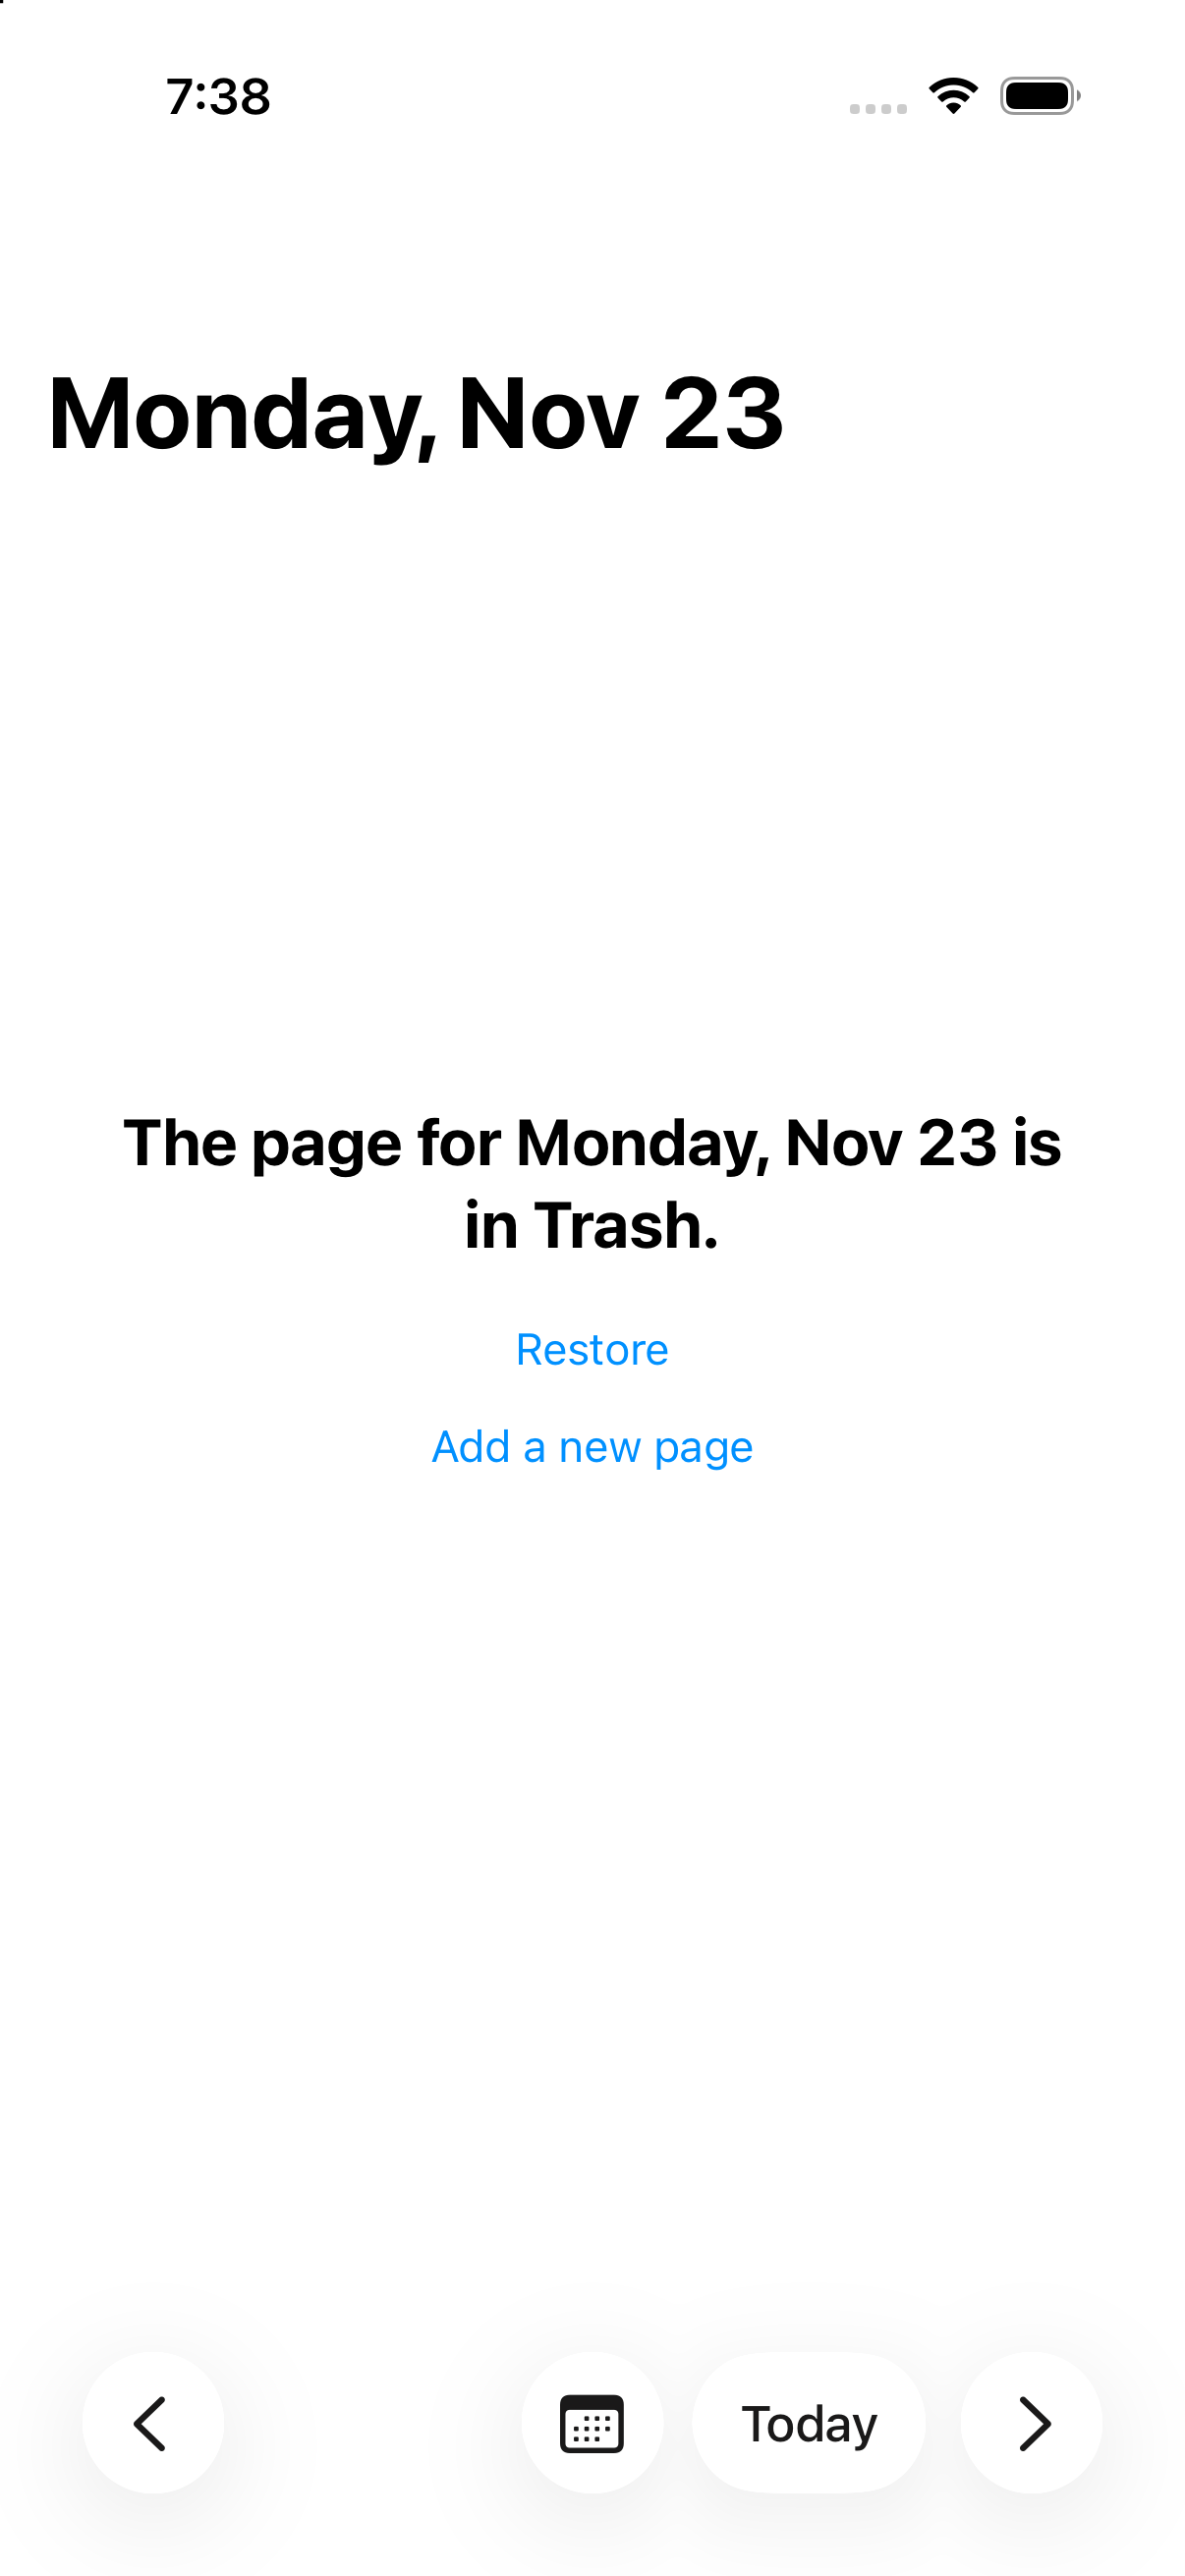 7:38
Monday, Nov 23
The page for Monday, Nov 23 is
in Trash.
Restore
Add a new page
Today